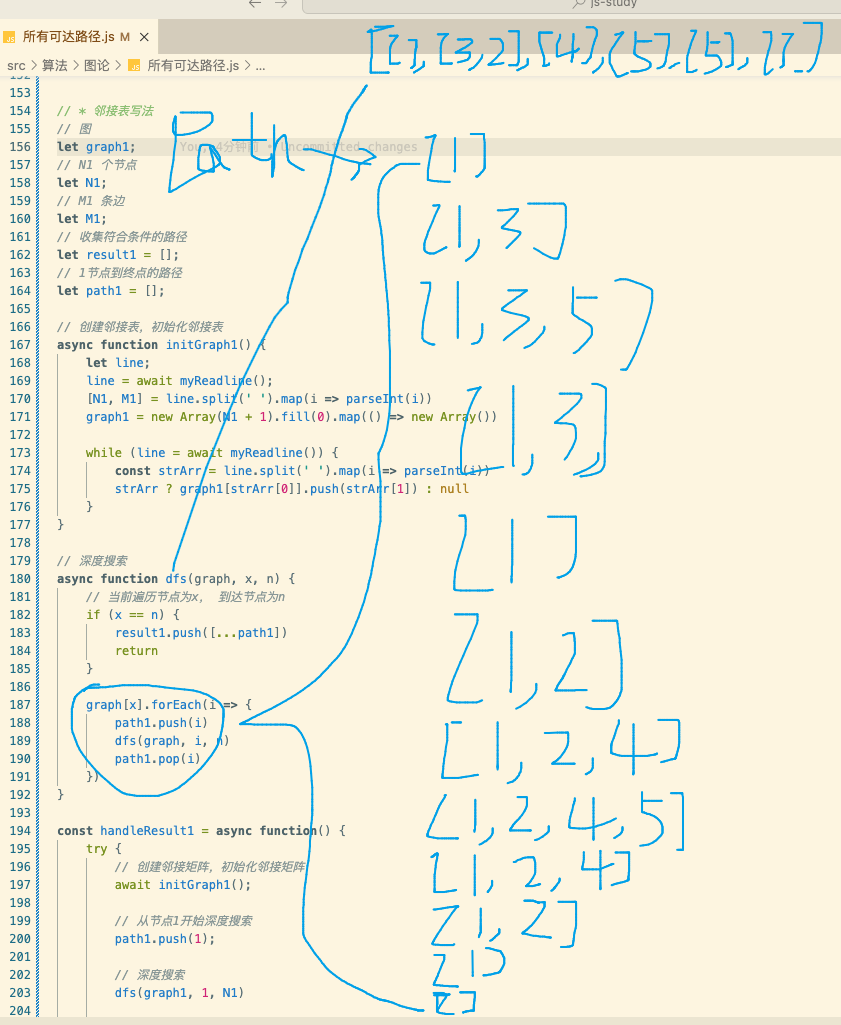 js-study
所有可达路径.js M ×
[[],[3,2],[4],[5],[5],[]]
src > 算法 > 图论 > 所有可达路径.js > ...
152
153
154 // * 邻接表写法
155 // 图
156 let graph1; You, 4分钟前 • Uncommitted changes
Path
[1]
157 // N1 个节点
158 let N1;
159 // M1 条边
160 let M1;
161 // 收集符合条件的路径
[1,3]
162 let result1 = [];
163 // 1节点到终点的路径
164 let path1 = [];
165
[1,3,5]
166 // 创建邻接表，初始化邻接表
167 async function initGraph1() {
168 let line;
169 line = await myReadline();
170 [N1, M1] = line.split(' ').map(i => parseInt(i))
171 graph1 = new Array(N1 + 1).fill(0).map(() => new Array())
[1,3]
172
173 while (line = await myReadline()) {
174 const strArr = line.split(' ').map(i => parseInt(i))
175 strArr ? graph1[strArr[0]].push(strArr[1]) : null
176 }
177 }
178
[1]
179 // 深度搜索
180 async function dfs(graph, x, n) {
181 // 当前遍历节点为x， 到达节点为n
182 if (x == n) {
183 result1.push([...path1])
184 return
185 }
[1,2]
186
187 graph[x].forEach(i => {
188 path1.push(i)
189 dfs(graph, i, n)
[1,2,4]
190 path1.pop(i)
191 })
192 }
193
[1,2,4,5]
194 const handleResult1 = async function() {
195 try {
196 // 创建邻接矩阵，初始化邻接矩阵
[1,2,4]
197 await initGraph1();
198
199 // 从节点1开始深度搜索
[1,2]
200 path1.push(1);
201
[1]
202 // 深度搜索
203 dfs(graph1, 1, N1)
[]
204